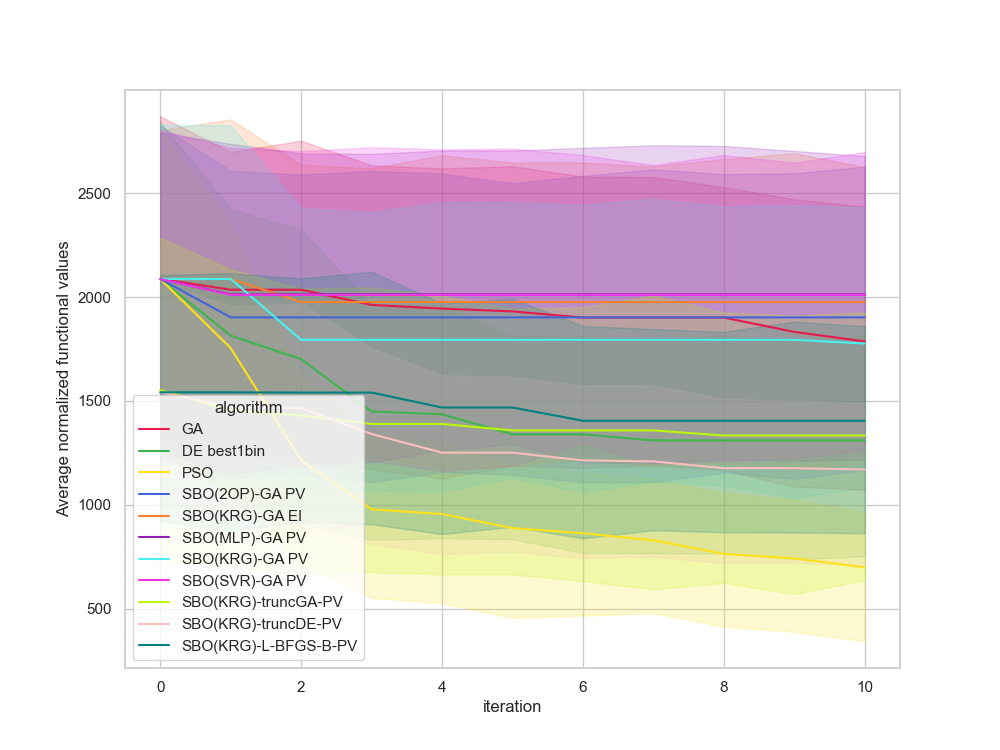 Average normalized functional values
2500
2000
1500
1000
500
algorithm
GA
DE best1bin
PSO
SBO(2OP)-GA PV
SBO(KRG)-GA EI
SBO(MLP)-GA PV
SBO(KRG)-GA PV
SBO(SVR)-GA PV
SBO(KRG)-truncGA-PV
SBO(KRG)-truncDE-PV
SBO(KRG)-L-BFGS-B-PV
0 2 4 6 8 10
iteration